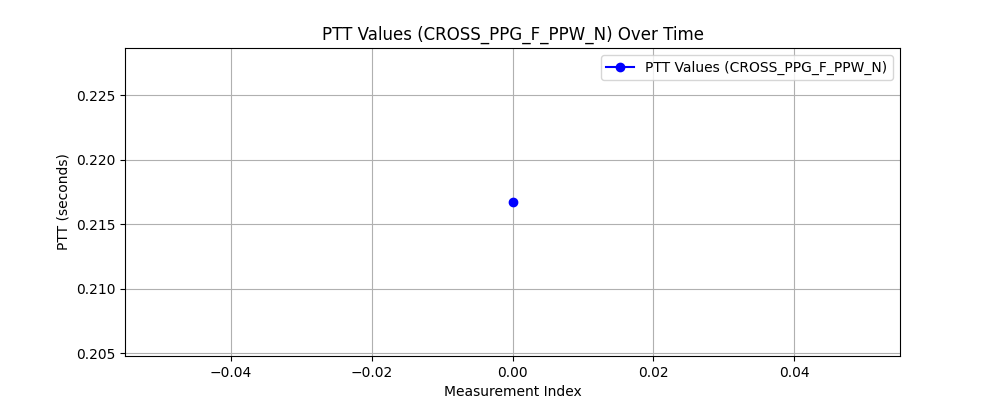 PTT Values (CROSS_PPG_F_PPW_N) Over Time
PTT Values (CROSS_PPG_F_PPW_N)
PTT (seconds)
0.225
0.220
0.215
0.210
0.205
−0.04 −0.02 0.00 0.02 0.04
Measurement Index